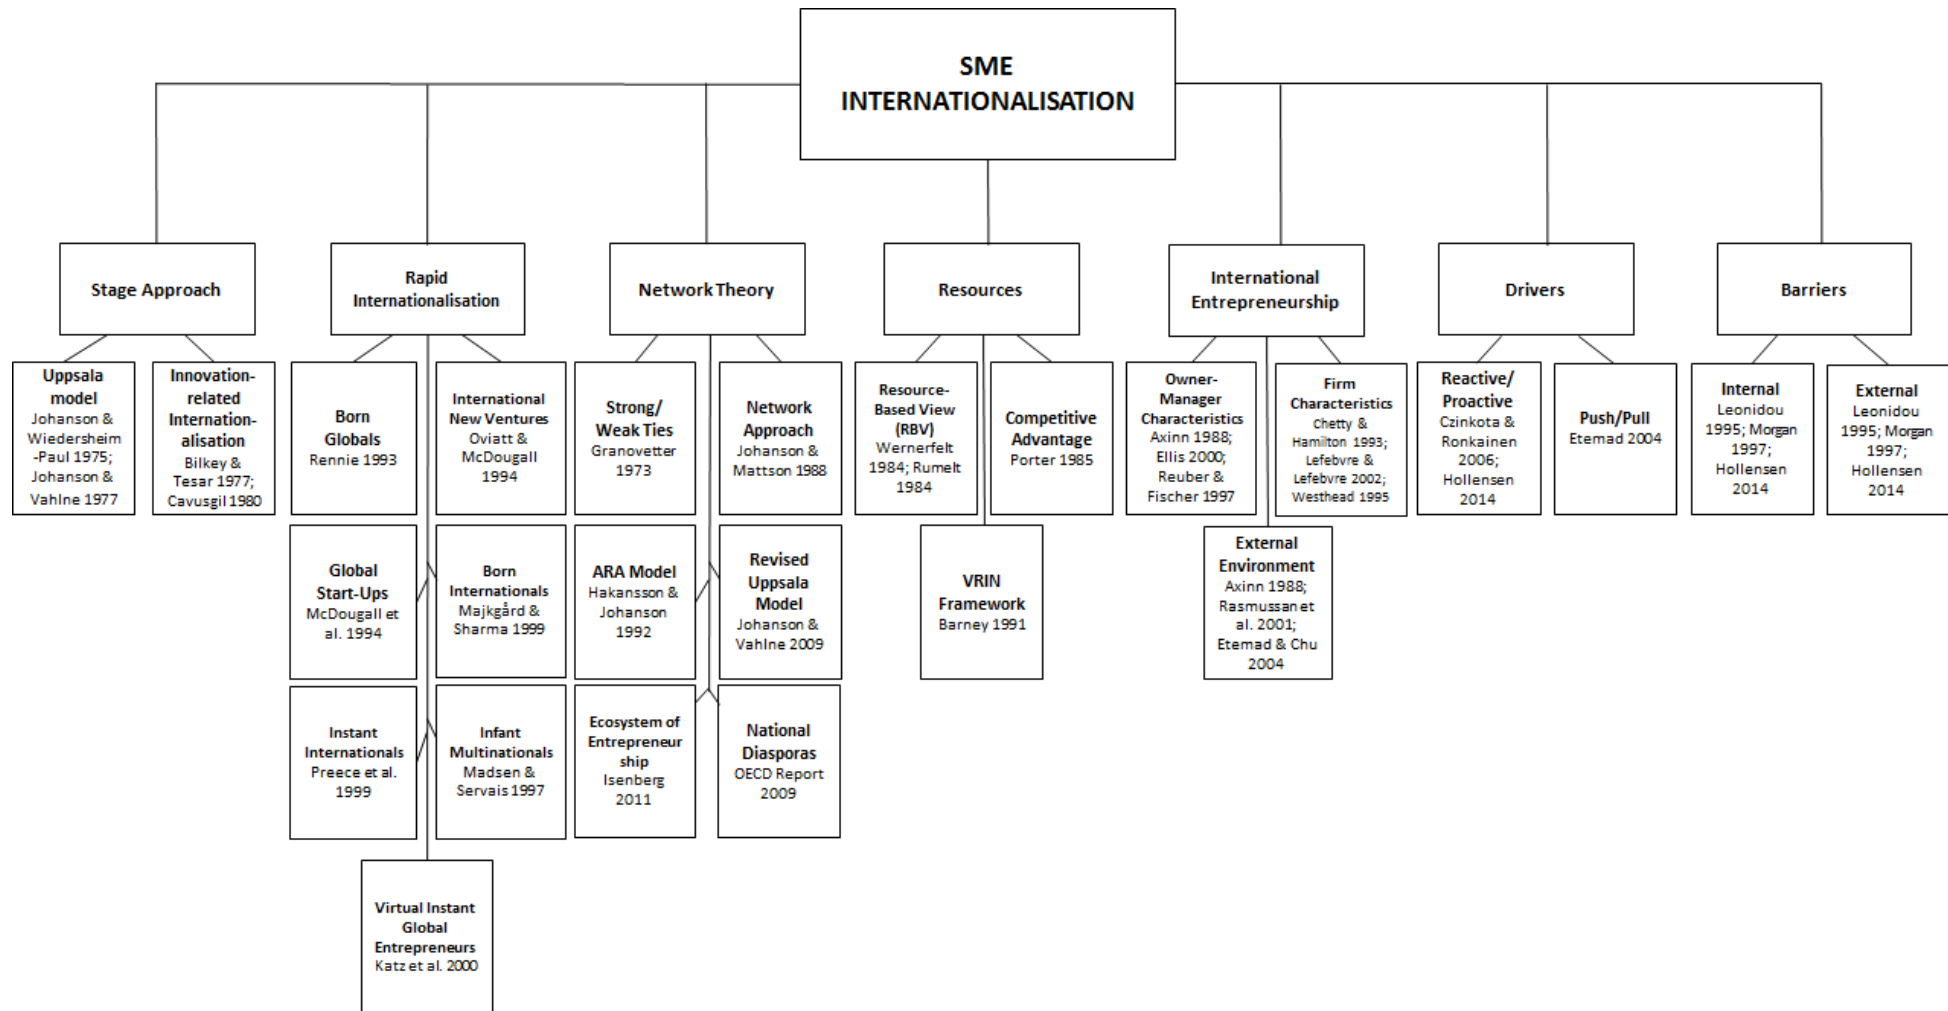 SME
INTERNATIONALISATION
Stage Approach
Rapid
Internationalisation
Network Theory
Resources
International
Entrepreneurship
Drivers
Barriers
Uppsala
model
Johanson &
Wiedersheim
-Paul 1975;
Johanson &
Vahlne 1977
Innovation-
related
Internation-
alisation
Bilkey &
Tesar 1977;
Cavusgil 1980
Born
Globals
Rennie 1993
International
New Ventures
Oviatt &
McDougall
1994
Strong/
Weak Ties
Granovetter
1973
Network
Approach
Johanson &
Mattson 1988
Resource-
Based View
(RBV)
Wernerfelt
1984; Rumelt
1984
Competitive
Advantage
Porter 1985
Owner-
Manager
Characteristics
Axinn 1988;
Ellis 2000;
Reuber &
Fischer 1997
Firm
Characteristics
Chetty &
Hamilton 1993;
Lefebvre &
Lefebvre 2002;
Westhead 1995
Reactive/
Proactive
Czinkota &
Ronkainen
2006;
Hollensen
2014
Push/Pull
Etemad 2004
Internal
Leonidou
1995; Morgan
1997;
Hollensen
2014
External
Leonidou
1995; Morgan
1997;
Hollensen
2014
Global
Start-Ups
McDougall et
al. 1994
Born
Internationals
Majkgård &
Sharma 1999
ARA Model
Hakansson &
Johanson
1992
Revised
Uppsala
Model
Johanson &
Vahlne 2009
VRIN
Framework
Barney 1991
External
Environment
Axinn 1988;
Rasmussan et
al. 2001;
Etemad & Chu
2004
Instant
Internationals
Preece et al.
1999
Infant
Multinationals
Madsen &
Servais 1997
Ecosystem of
Entrepreneur
ship
Isenberg
2011
National
Diasporas
OECD Report
2009
Virtual Instant
Global
Entrepreneurs
Katz et al. 2000